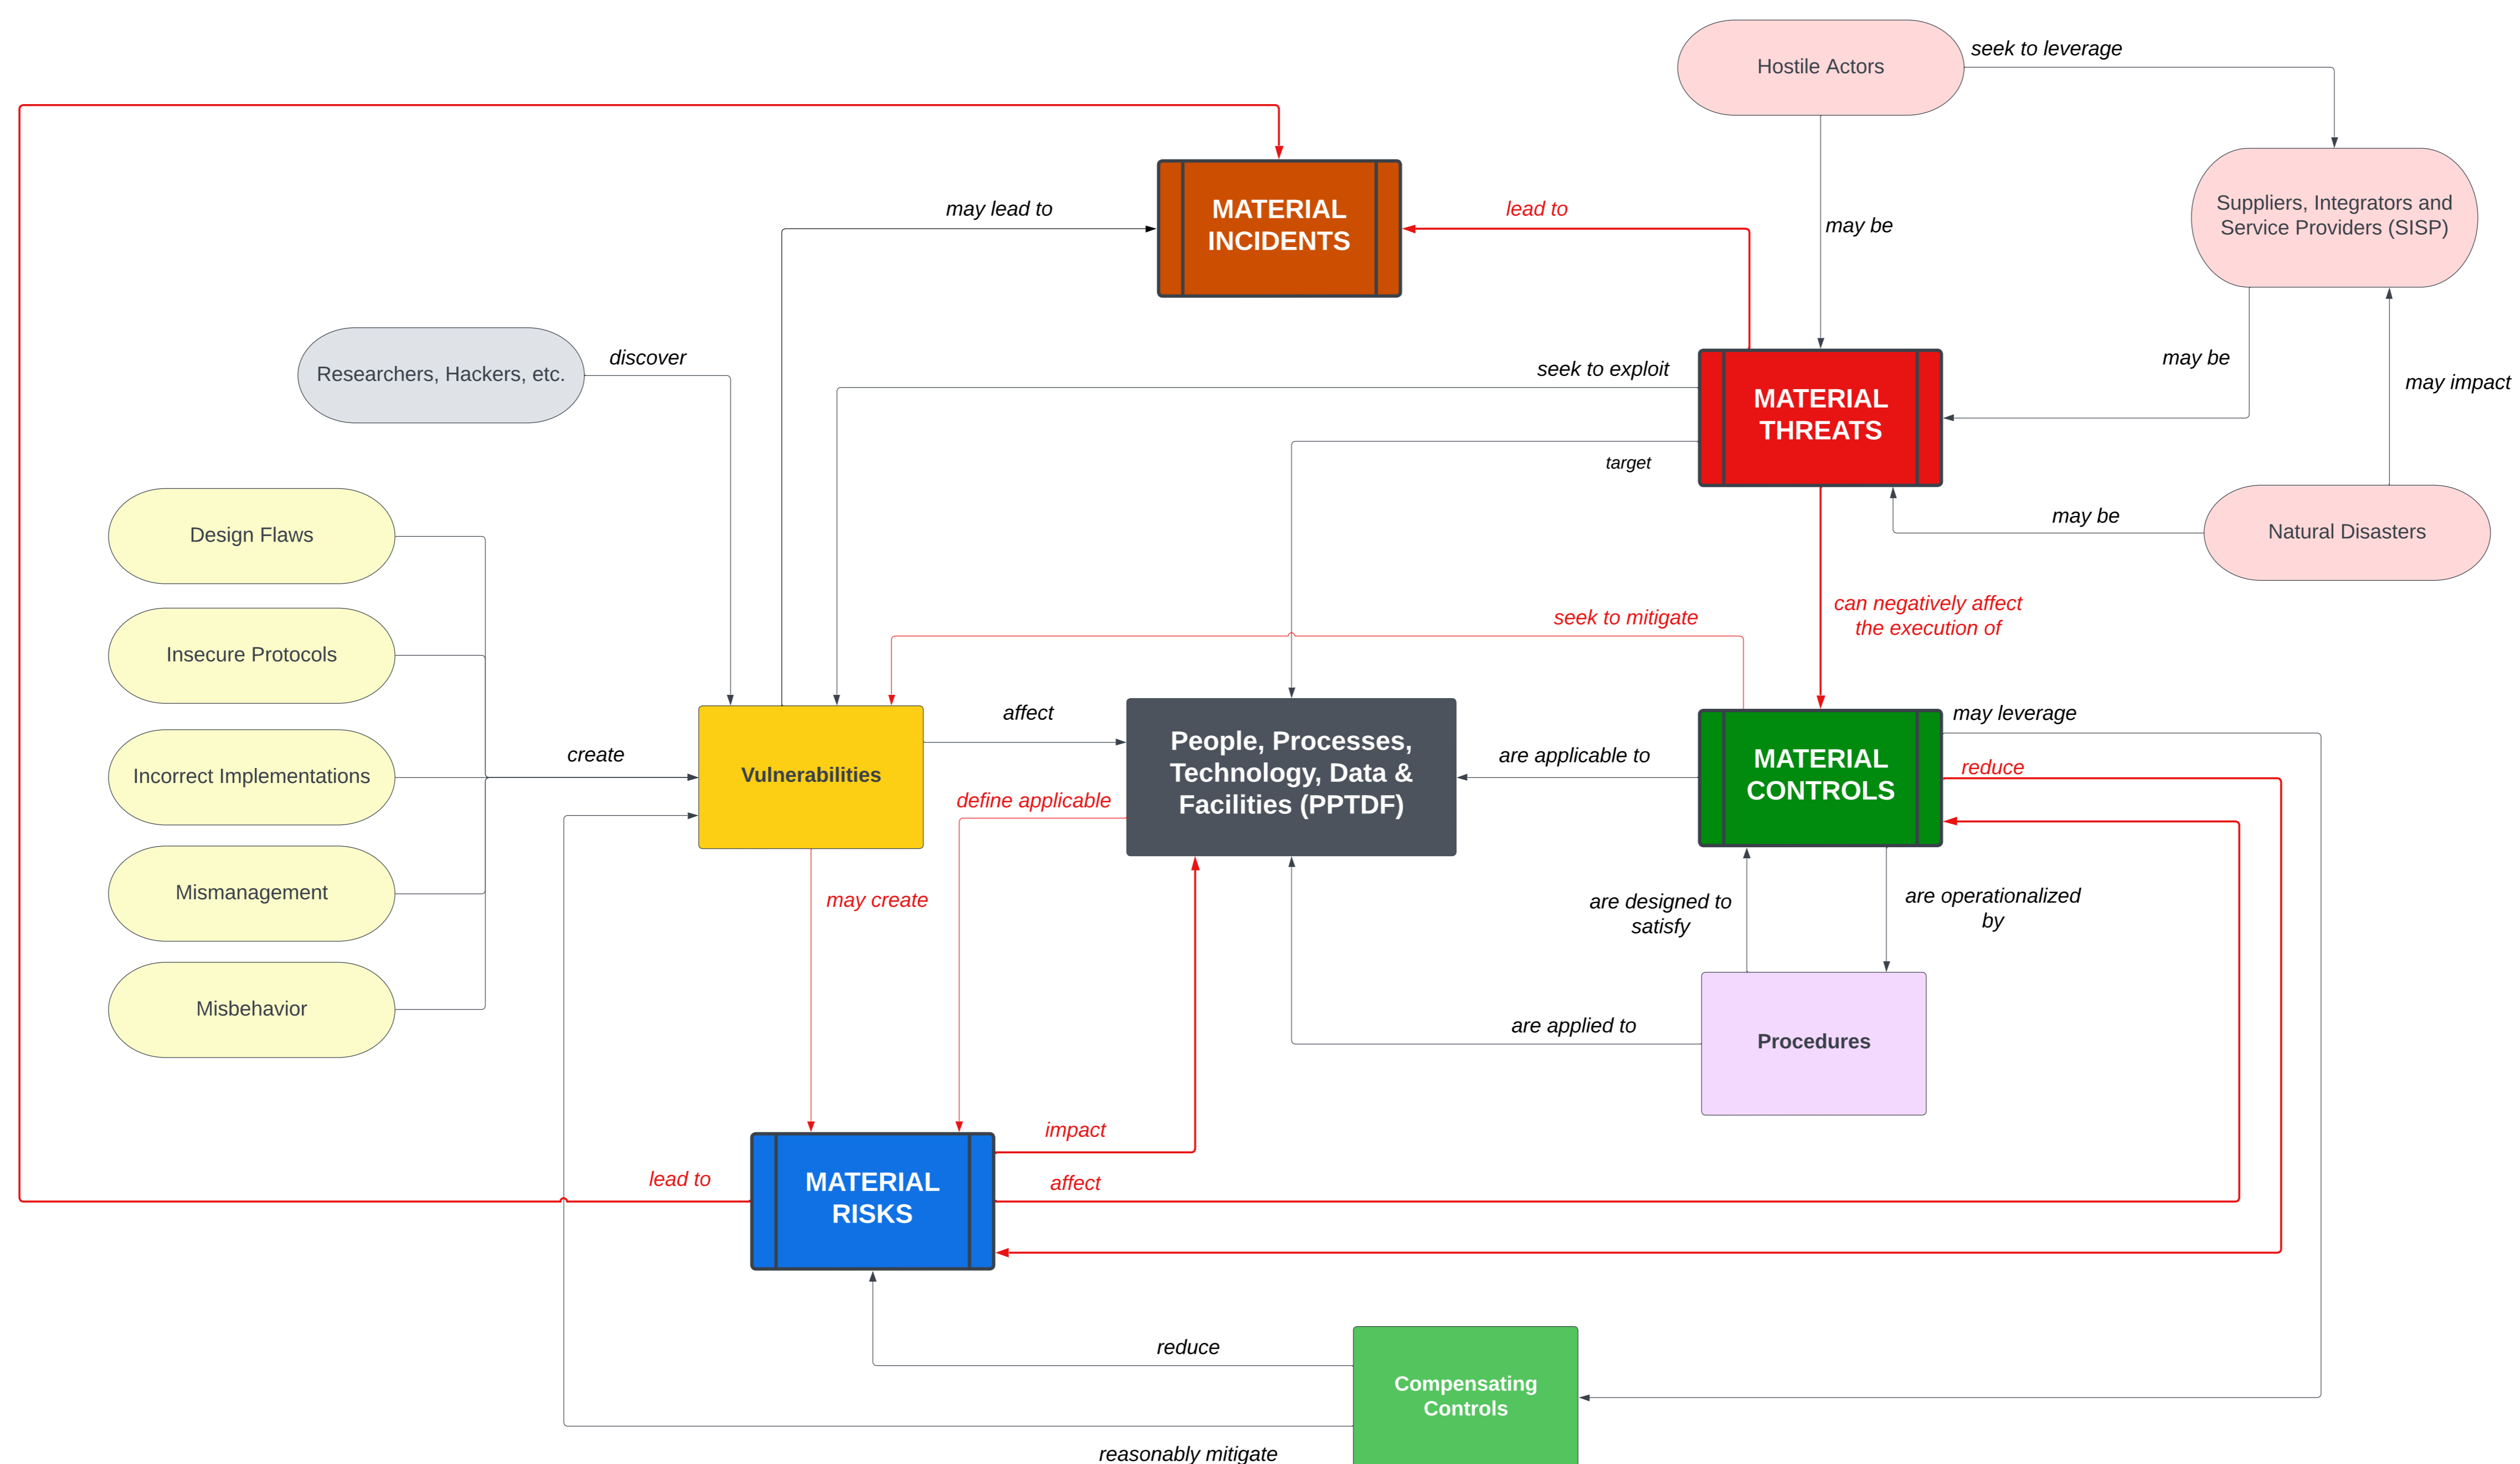 Hostile Actors
seek to leverage
Suppliers, Integrators and
Service Providers (SISP)
MATERIAL
INCIDENTS
may lead to
lead to
may be
Researchers, Hackers, etc.
discover
seek to exploit
MATERIAL
THREATS
may be
may impact
target
Design Flaws
may be
Natural Disasters
can negatively affect
the execution of
seek to mitigate
Insecure Protocols
Incorrect Implementations
create
Vulnerabilities
affect
People, Processes,
Technology, Data &
Facilities (PPTDF)
are applicable to
MATERIAL
CONTROLS
may leverage
reduce
define applicable
Mismanagement
may create
are designed to
satisfy
are operationalized
by
Misbehavior
are applied to
Procedures
impact
lead to
MATERIAL
RISKS
affect
reduce
Compensating
Controls
reasonably mitigate